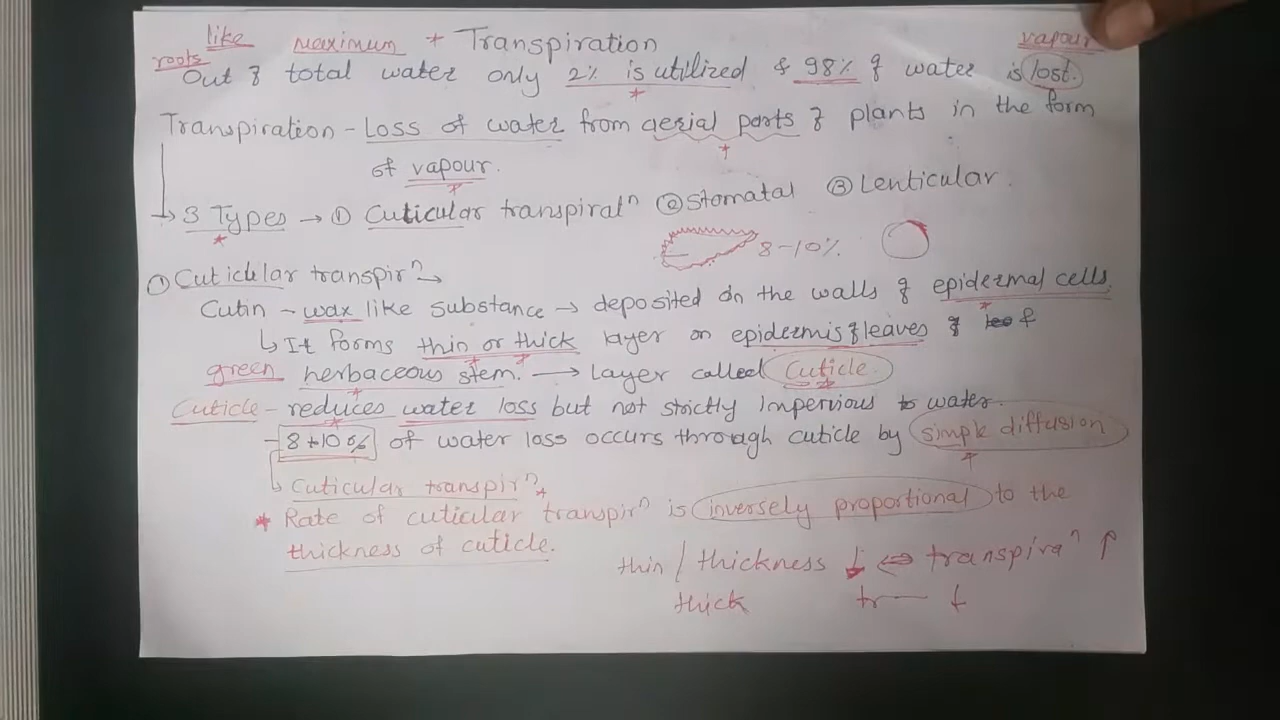 like maximum * Transpiration vapour
roots
Out of total water only 2% is utilized & 98% of water is lost.
Transpiration - Loss of water from aerial parts of plants in the form
of vapour.
→ 3 Types → ① Cuticular transpiratⁿ ② Stomatal ③ Lenticular.
8-10%.
① Cuticular transpirⁿ →
Cutin - wax like substance → deposited on the walls of epidermal cells.
↳ It forms thin or thick layer on epidermis of leaves of &
green herbaceous stem. → layer called Cuticle.
Cuticle - reduces water loss but not strictly impervious to water.
- 8 to 10% of water loss occurs through cuticle by simple diffusion
↳ Cuticular transpirⁿ
* Rate of cuticular transpirⁿ is inversely proportional to the
thickness of cuticle.
thin / thickness ↓ ⇔ transpiraⁿ ↑
thick tr— ↓